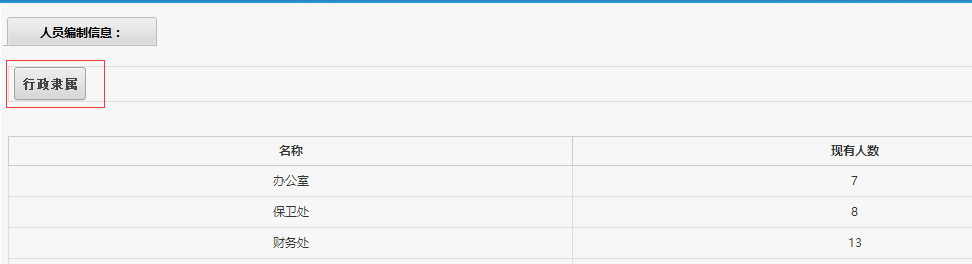 人员编制信息：
行政隶属
名称 现有人数
办公室 7
保卫处 8
财务处 13